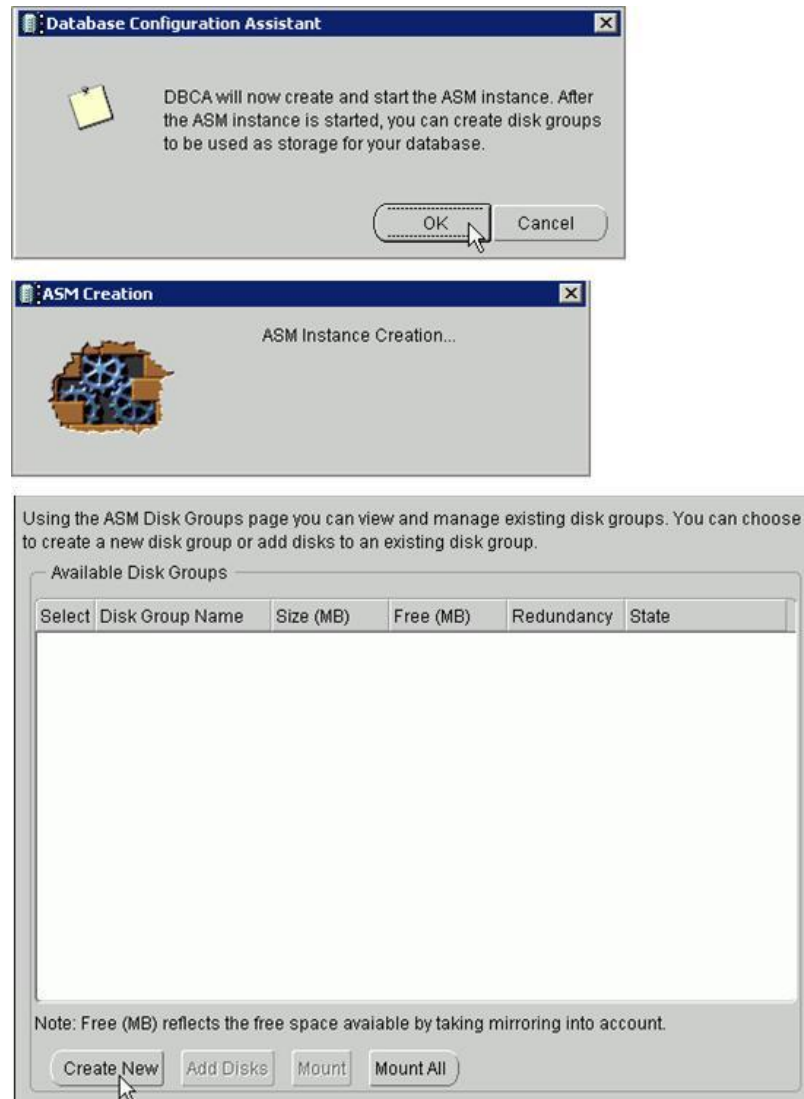 Database Configuration Assistant
DBCA will now create and start the ASM instance. After
the ASM instance is started, you can create disk groups
to be used as storage for your database.
OK Cancel
ASM Creation
ASM Instance Creation...
Using the ASM Disk Groups page you can view and manage existing disk groups. You can choose
to create a new disk group or add disks to an existing disk group.
Available Disk Groups
Select Disk Group Name Size (MB) Free (MB) Redundancy State
Note: Free (MB) reflects the free space avaiable by taking mirroring into account.
Create New Add Disks Mount Mount All